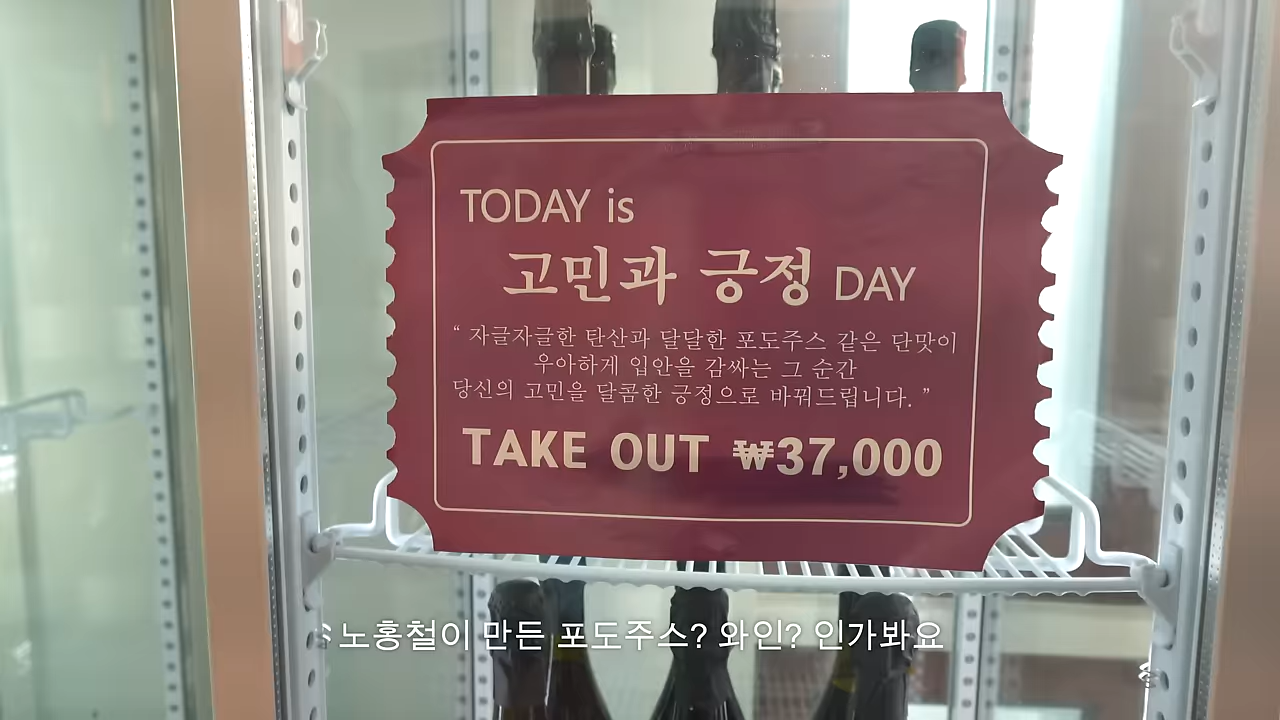 TODAY is
고민과 긍정 DAY
“ 자글자글한 탄산과 달달한 포도주스 같은 단맛이
우아하게 입안을 감싸는 그 순간
당신의 고민을 달콤한 긍정으로 바꿔드립니다. ”
TAKE OUT ₩37,000
노홍철이 만든 포도주스? 와인? 인가봐요